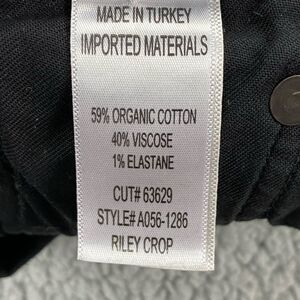 MADE IN TURKEY
IMPORTED MATERIALS
59% ORGANIC COTTON
40% VISCOSE
1% ELASTANE
CUT# 63629
STYLE# A056-1286
RILEY CROP